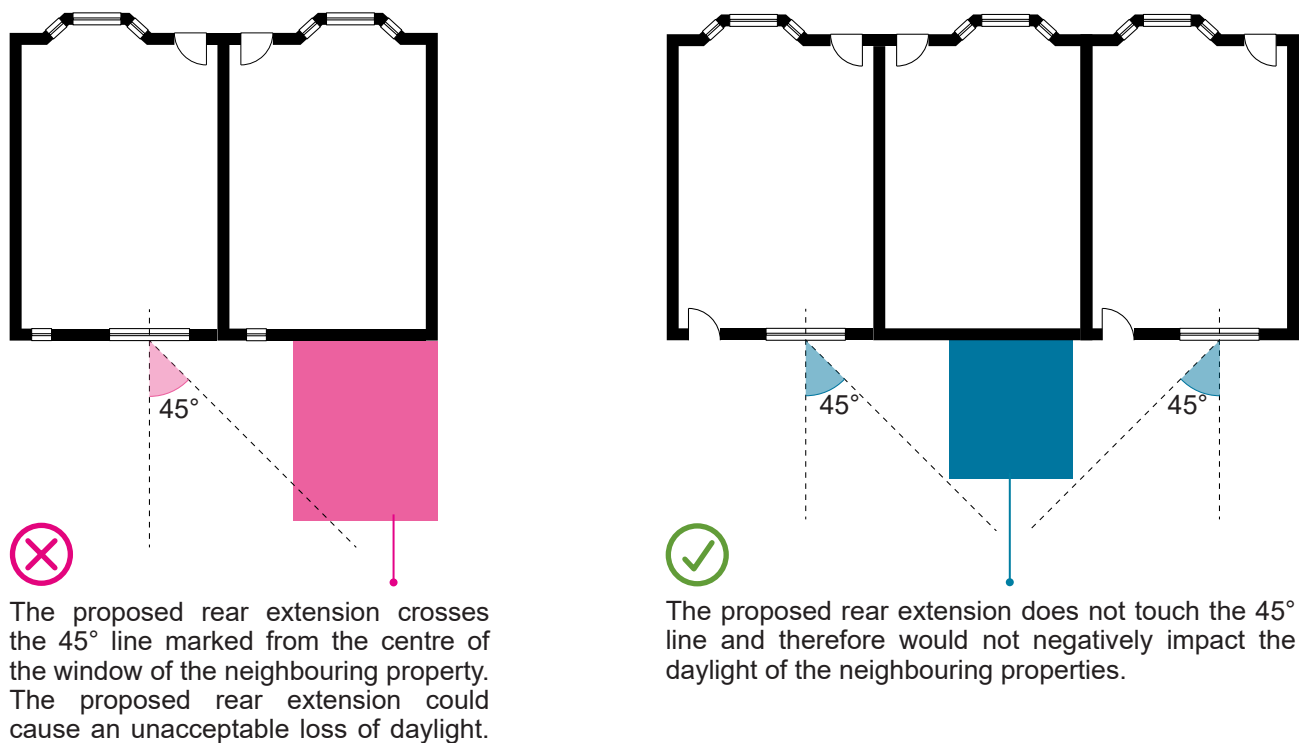 45°
45°
45°
The proposed rear extension crosses
the 45° line marked from the centre of
the window of the neighbouring property.
The proposed rear extension could
cause an unacceptable loss of daylight.
The proposed rear extension does not touch the 45°
line and therefore would not negatively impact the
daylight of the neighbouring properties.